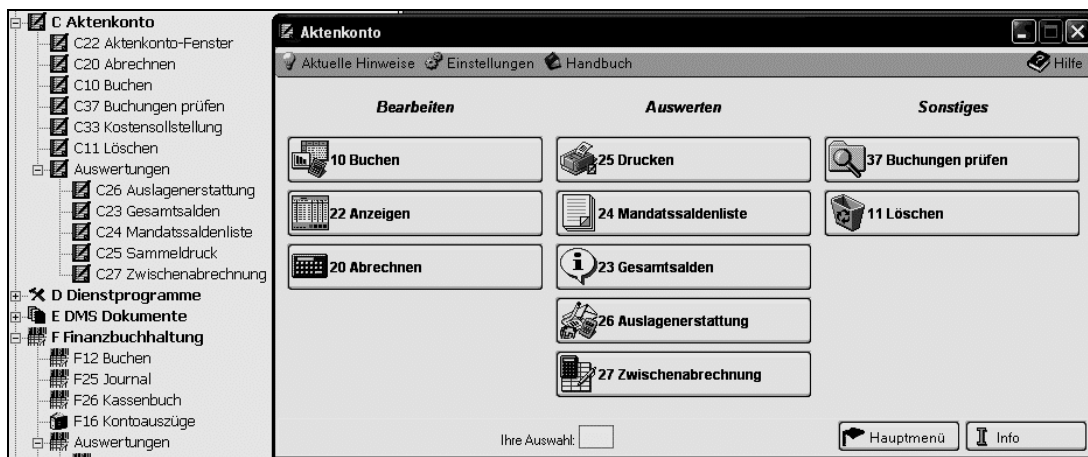 C Aktenkonto
C22 Aktenkonto-Fenster
C20 Abrechnen
C10 Buchen
C37 Buchungen prüfen
C33 Kostensollstellung
C11 Löschen
Auswertungen
C26 Auslagenerstattung
C23 Gesamtsalden
C24 Mandatssaldenliste
C25 Sammeldruck
C27 Zwischenabrechnung
D Dienstprogramme
E DMS Dokumente
F Finanzbuchhaltung
F12 Buchen
F25 Journal
F26 Kassenbuch
F16 Kontoauszüge
Auswertungen
Aktenkonto
Aktuelle Hinweise Einstellungen Handbuch Hilfe
Bearbeiten Auswerten Sonstiges
10 Buchen 25 Drucken 37 Buchungen prüfen
22 Anzeigen 24 Mandatssaldenliste 11 Löschen
20 Abrechnen 23 Gesamtsalden
26 Auslagenerstattung
27 Zwischenabrechnung
Ihre Auswahl: Hauptmenü Info